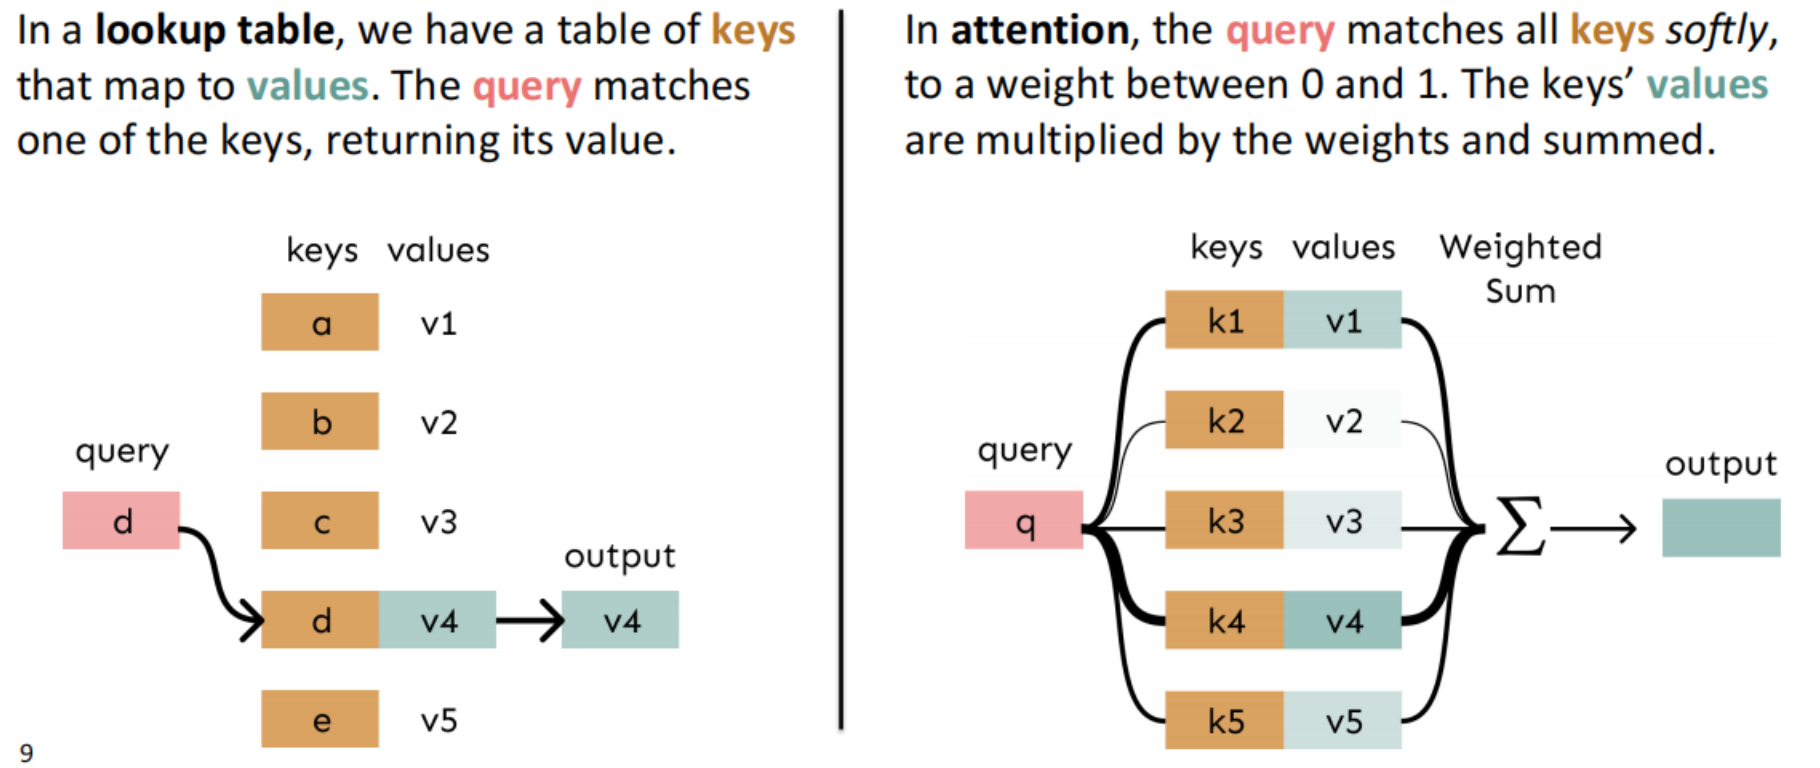 In a lookup table, we have a table of keys
that map to values. The query matches
one of the keys, returning its value.
keys values
a v1
b v2
query
d
c v3
output
d v4 v4
e v5
9
In attention, the query matches all keys softly,
to a weight between 0 and 1. The keys’ values
are multiplied by the weights and summed.
keys values Weighted
Sum
k1 v1
k2 v2
query
output
q
k3 v3
Σ
k4 v4
k5 v5